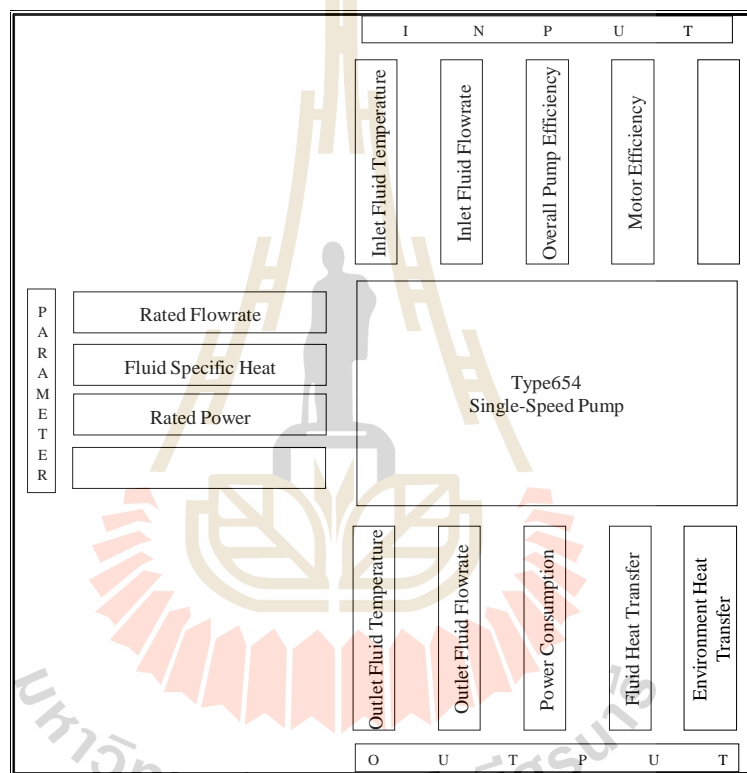 I N P U T
Inlet Fluid Temperature
Inlet Fluid Flowrate
Overall Pump Efficiency
Motor Efficiency
PARAMETER
Rated Flowrate
Fluid Specific Heat
Rated Power
Type654
Single-Speed Pump
Outlet Fluid Temperature
Outlet Fluid Flowrate
Power Consumption
Fluid Heat Transfer
Environment Heat
Transfer
O U T P U T